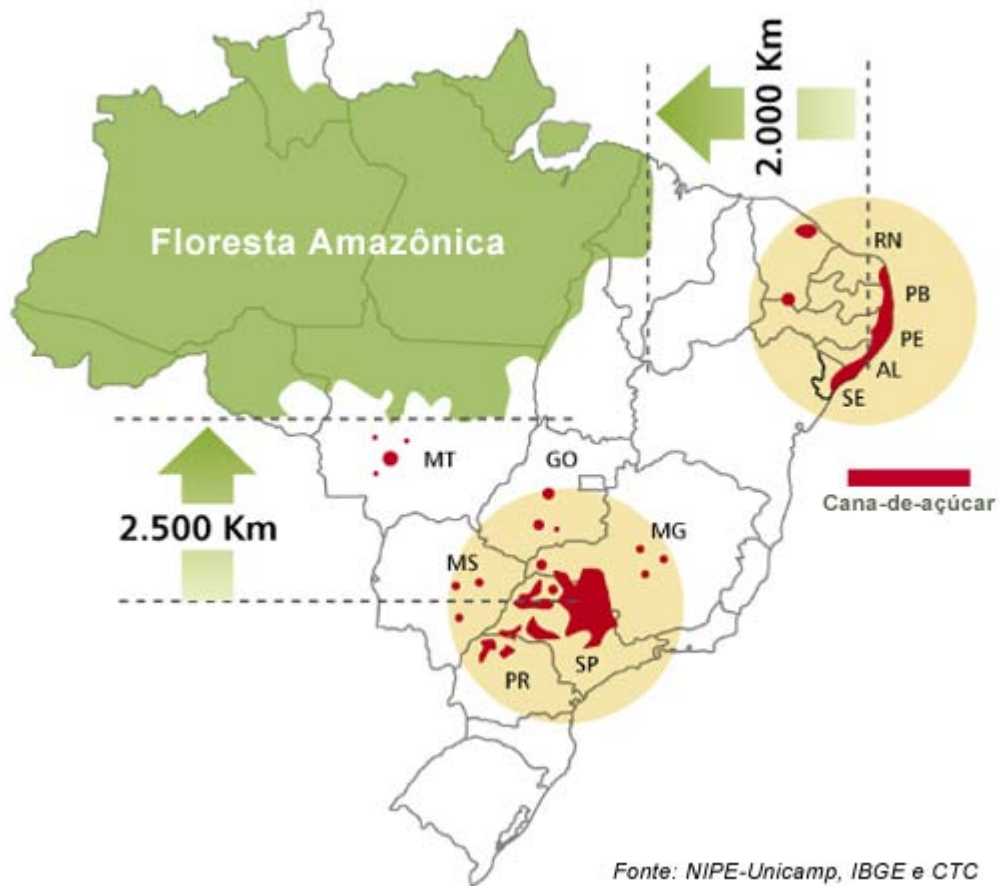 2.000 Km
Floresta Amazônica
RN
PB
PE
AL
SE
Cana-de-açúcar
MT
GO
2.500 Km
MG
MS
SP
PR
Fonte: NIPE-Unicamp, IBGE e CTC